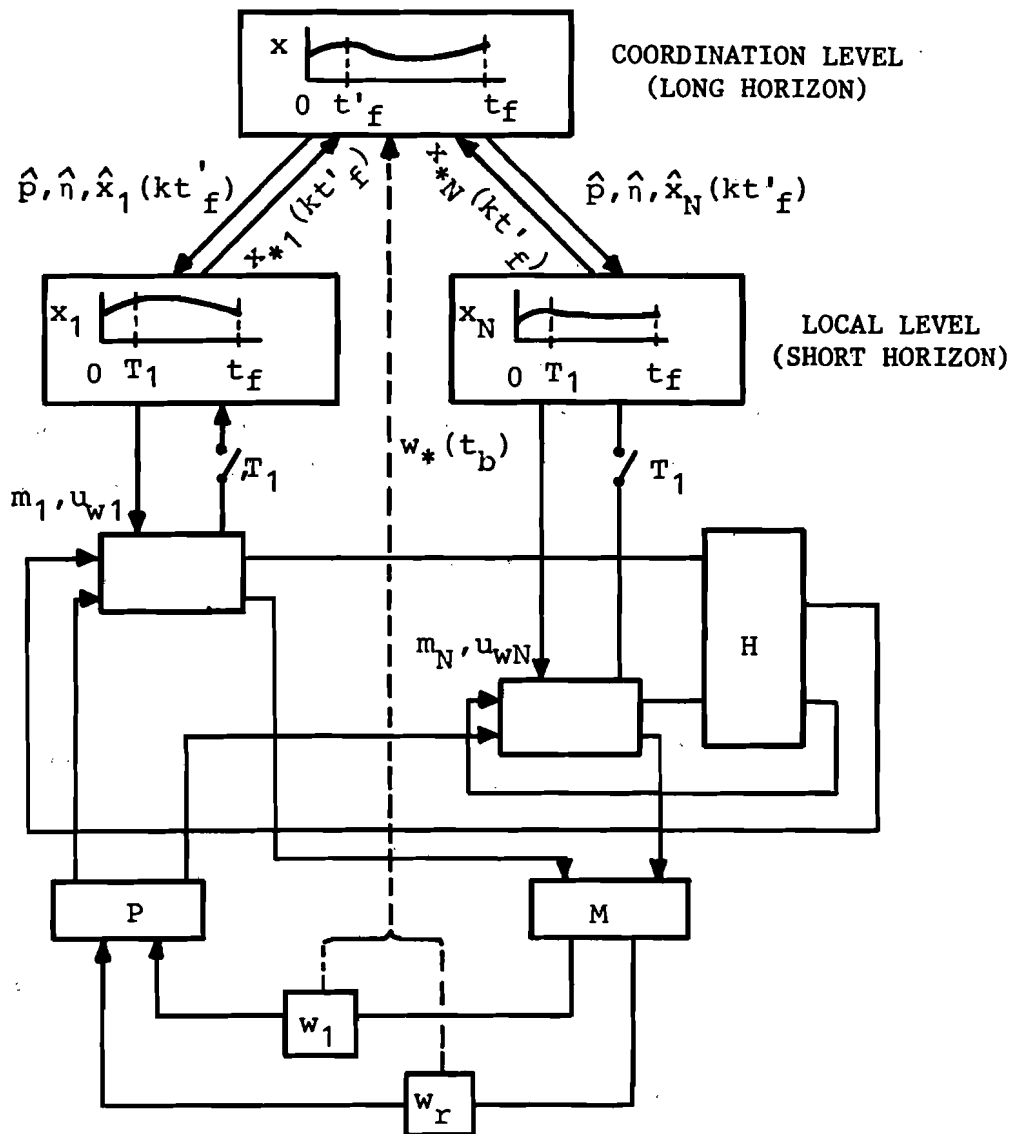 x
0 t'f tf
COORDINATION LEVEL
(LONG HORIZON)
p̂,n̂,x̂1(kt'f)
x*1(kt'f)
x*N(kt'f)
p̂,n̂,x̂N(kt'f)
x1
0 T1 tf
xN
0 T1 tf
LOCAL LEVEL
(SHORT HORIZON)
w*(tb)
T1
T1
m1,uw1
mN,uwN
H
P
M
w1
wr